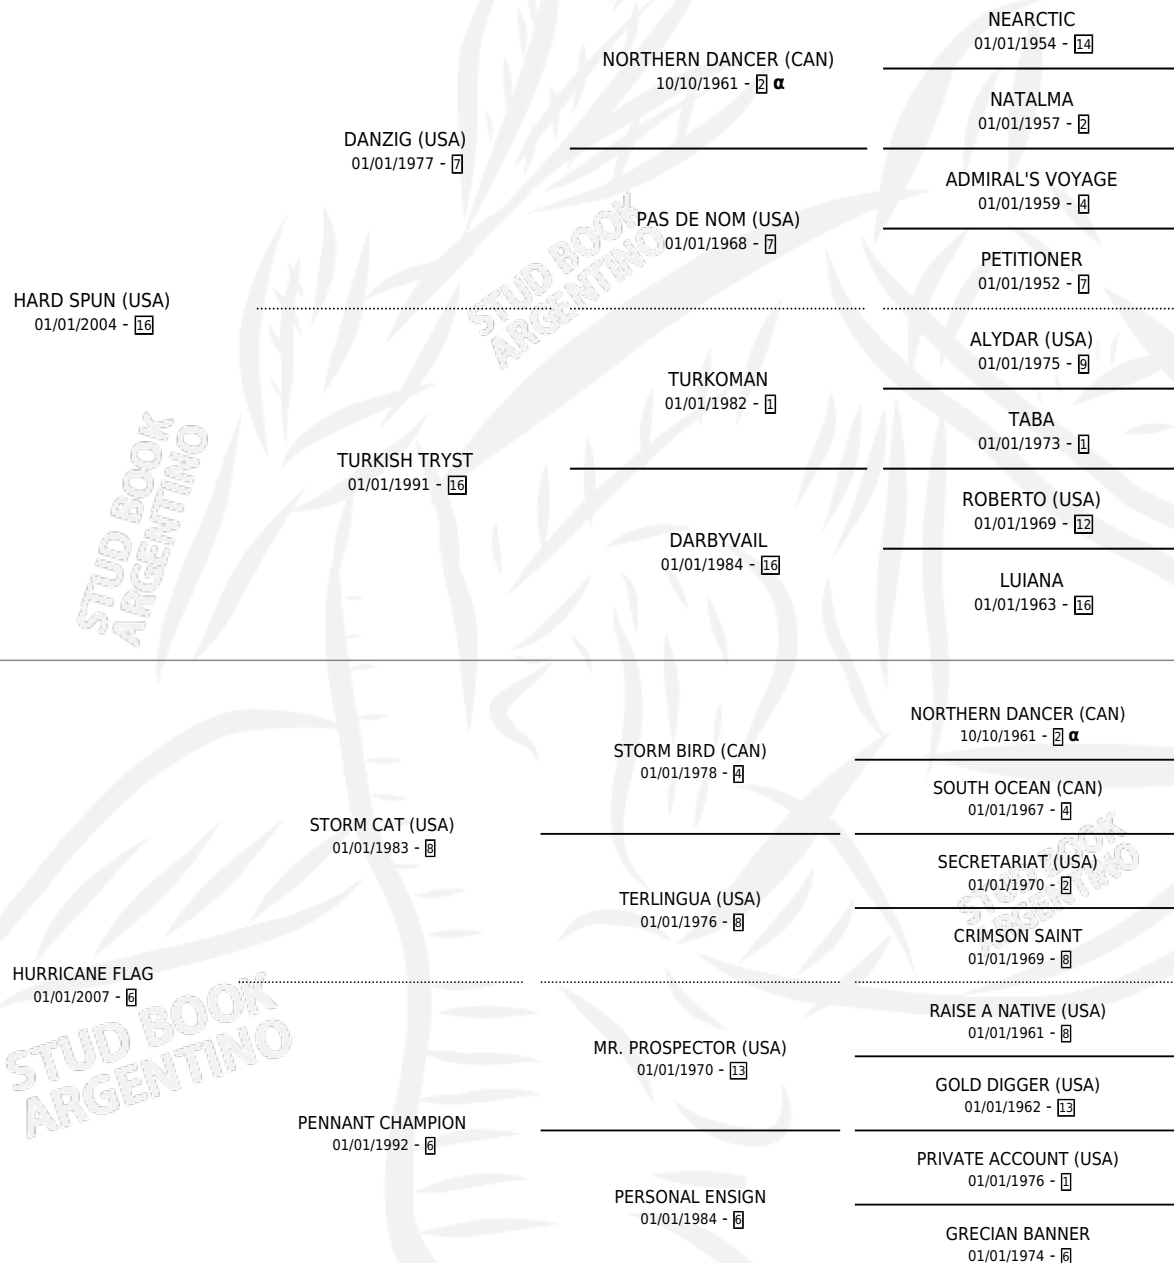 NEARCTIC
01/01/1954 - 14
NORTHERN DANCER (CAN)
10/10/1961 - 2 α
NATALMA
01/01/1957 - 2
DANZIG (USA)
01/01/1977 - 7
ADMIRAL'S VOYAGE
01/01/1959 - 4
PAS DE NOM (USA)
01/01/1968 - 7
PETITIONER
01/01/1952 - 7
HARD SPUN (USA)
01/01/2004 - 16
ALYDAR (USA)
01/01/1975 - 9
TURKOMAN
01/01/1982 - 1
TABA
01/01/1973 - 1
TURKISH TRYST
01/01/1991 - 16
ROBERTO (USA)
01/01/1969 - 12
DARBYVAIL
01/01/1984 - 16
LUIANA
01/01/1963 - 16
NORTHERN DANCER (CAN)
10/10/1961 - 2 α
STORM BIRD (CAN)
01/01/1978 - 4
SOUTH OCEAN (CAN)
01/01/1967 - 4
STORM CAT (USA)
01/01/1983 - 8
SECRETARIAT (USA)
01/01/1970 - 2
TERLINGUA (USA)
01/01/1976 - 8
CRIMSON SAINT
01/01/1969 - 8
HURRICANE FLAG
01/01/2007 - 6
RAISE A NATIVE (USA)
01/01/1961 - 8
MR. PROSPECTOR (USA)
01/01/1970 - 13
GOLD DIGGER (USA)
01/01/1962 - 13
PENNANT CHAMPION
01/01/1992 - 6
PRIVATE ACCOUNT (USA)
01/01/1976 - 1
PERSONAL ENSIGN
01/01/1984 - 6
GRECIAN BANNER
01/01/1974 - 6
STUD BOOK
ARGENTINO
STUD BOOK
ARGENTINO
STUD BOOK
ARGENTINO
STUD BOOK
ARGENTINO